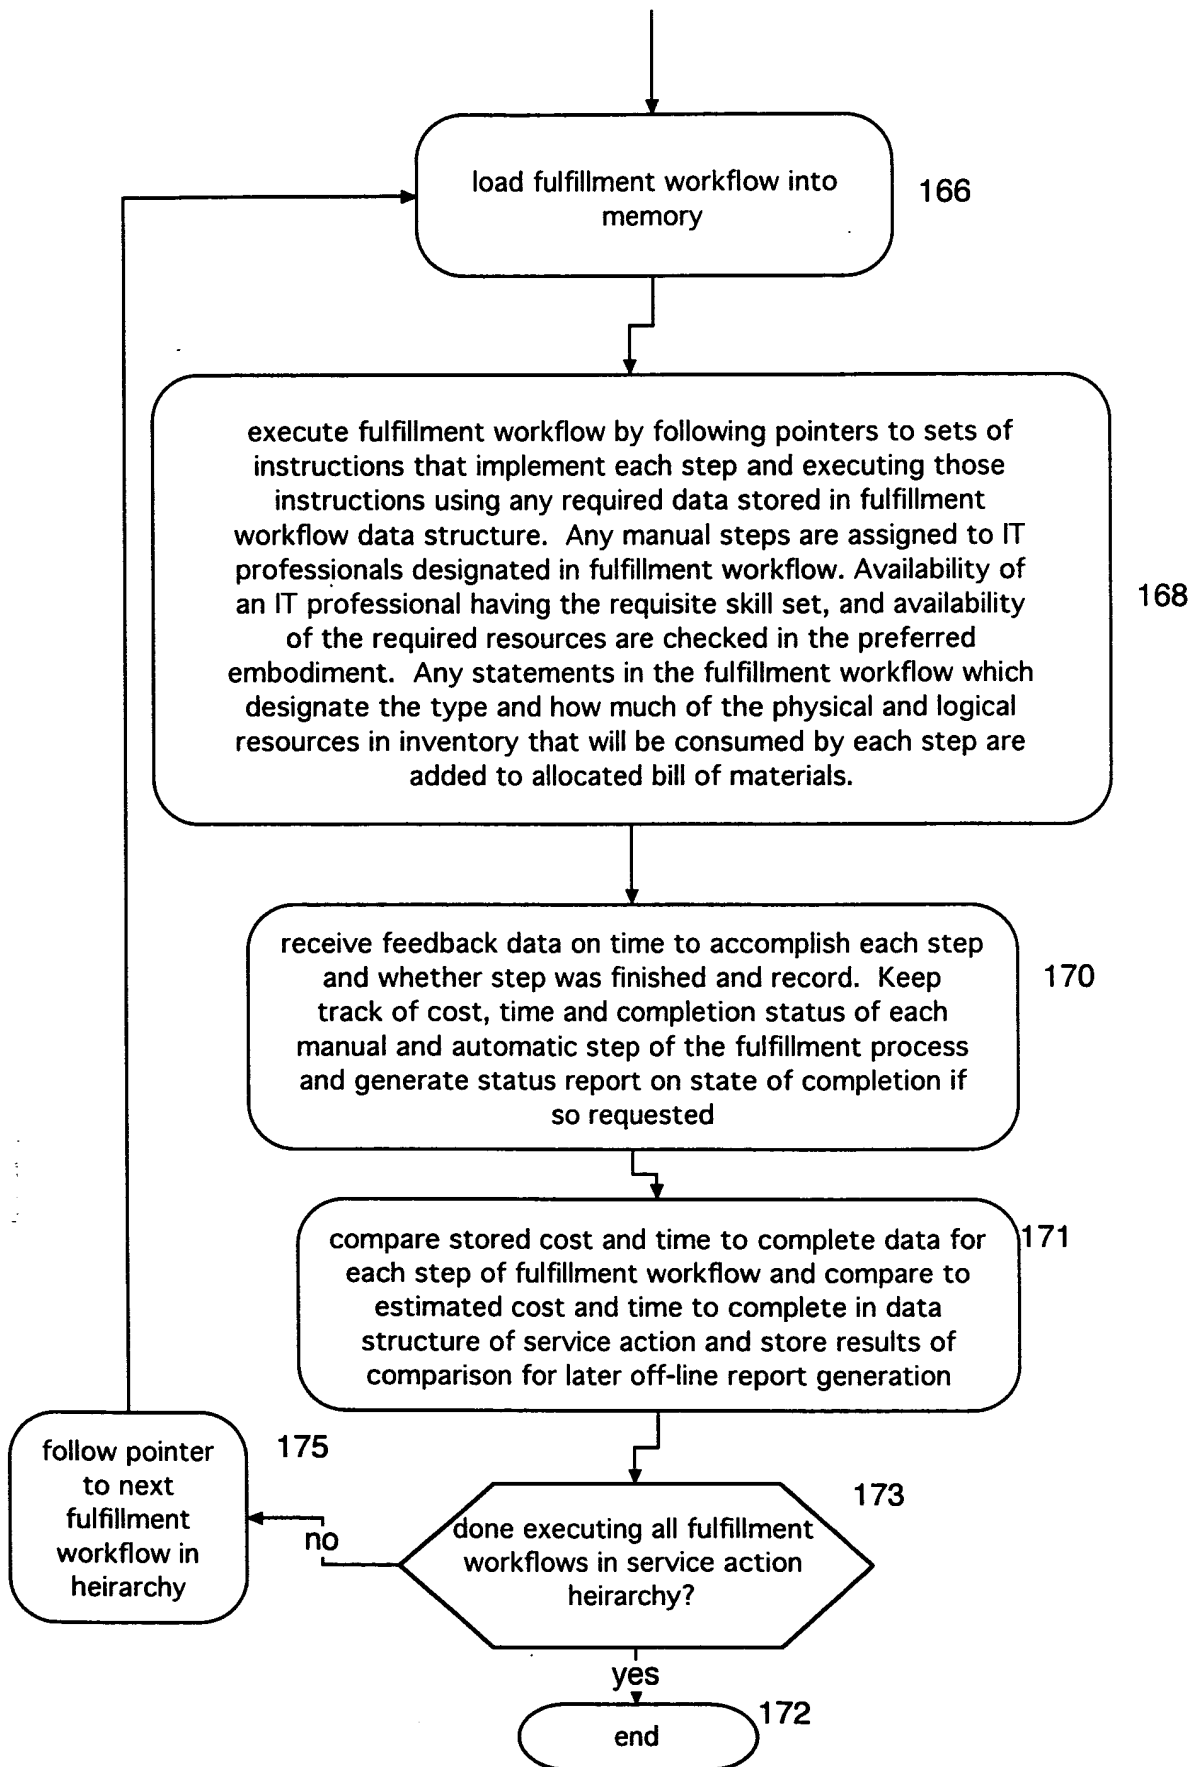 load fulfillment workflow into
memory
166
execute fulfillment workflow by following pointers to sets of
instructions that implement each step and executing those
instructions using any required data stored in fulfillment
workflow data structure. Any manual steps are assigned to IT
professionals designated in fulfillment workflow. Availability of
an IT professional having the requisite skill set, and availability
of the required resources are checked in the preferred
embodiment. Any statements in the fulfillment workflow which
designate the type and how much of the physical and logical
resources in inventory that will be consumed by each step are
added to allocated bill of materials.
168
receive feedback data on time to accomplish each step
and whether step was finished and record. Keep
track of cost, time and completion status of each
manual and automatic step of the fulfillment process
and generate status report on state of completion if
so requested
170
compare stored cost and time to complete data for
each step of fulfillment workflow and compare to
estimated cost and time to complete in data
structure of service action and store results of
comparison for later off-line report generation
171
follow pointer
to next
fulfillment
workflow in
heirarchy
175
no
done executing all fulfillment
workflows in service action
heirarchy?
173
yes
end
172